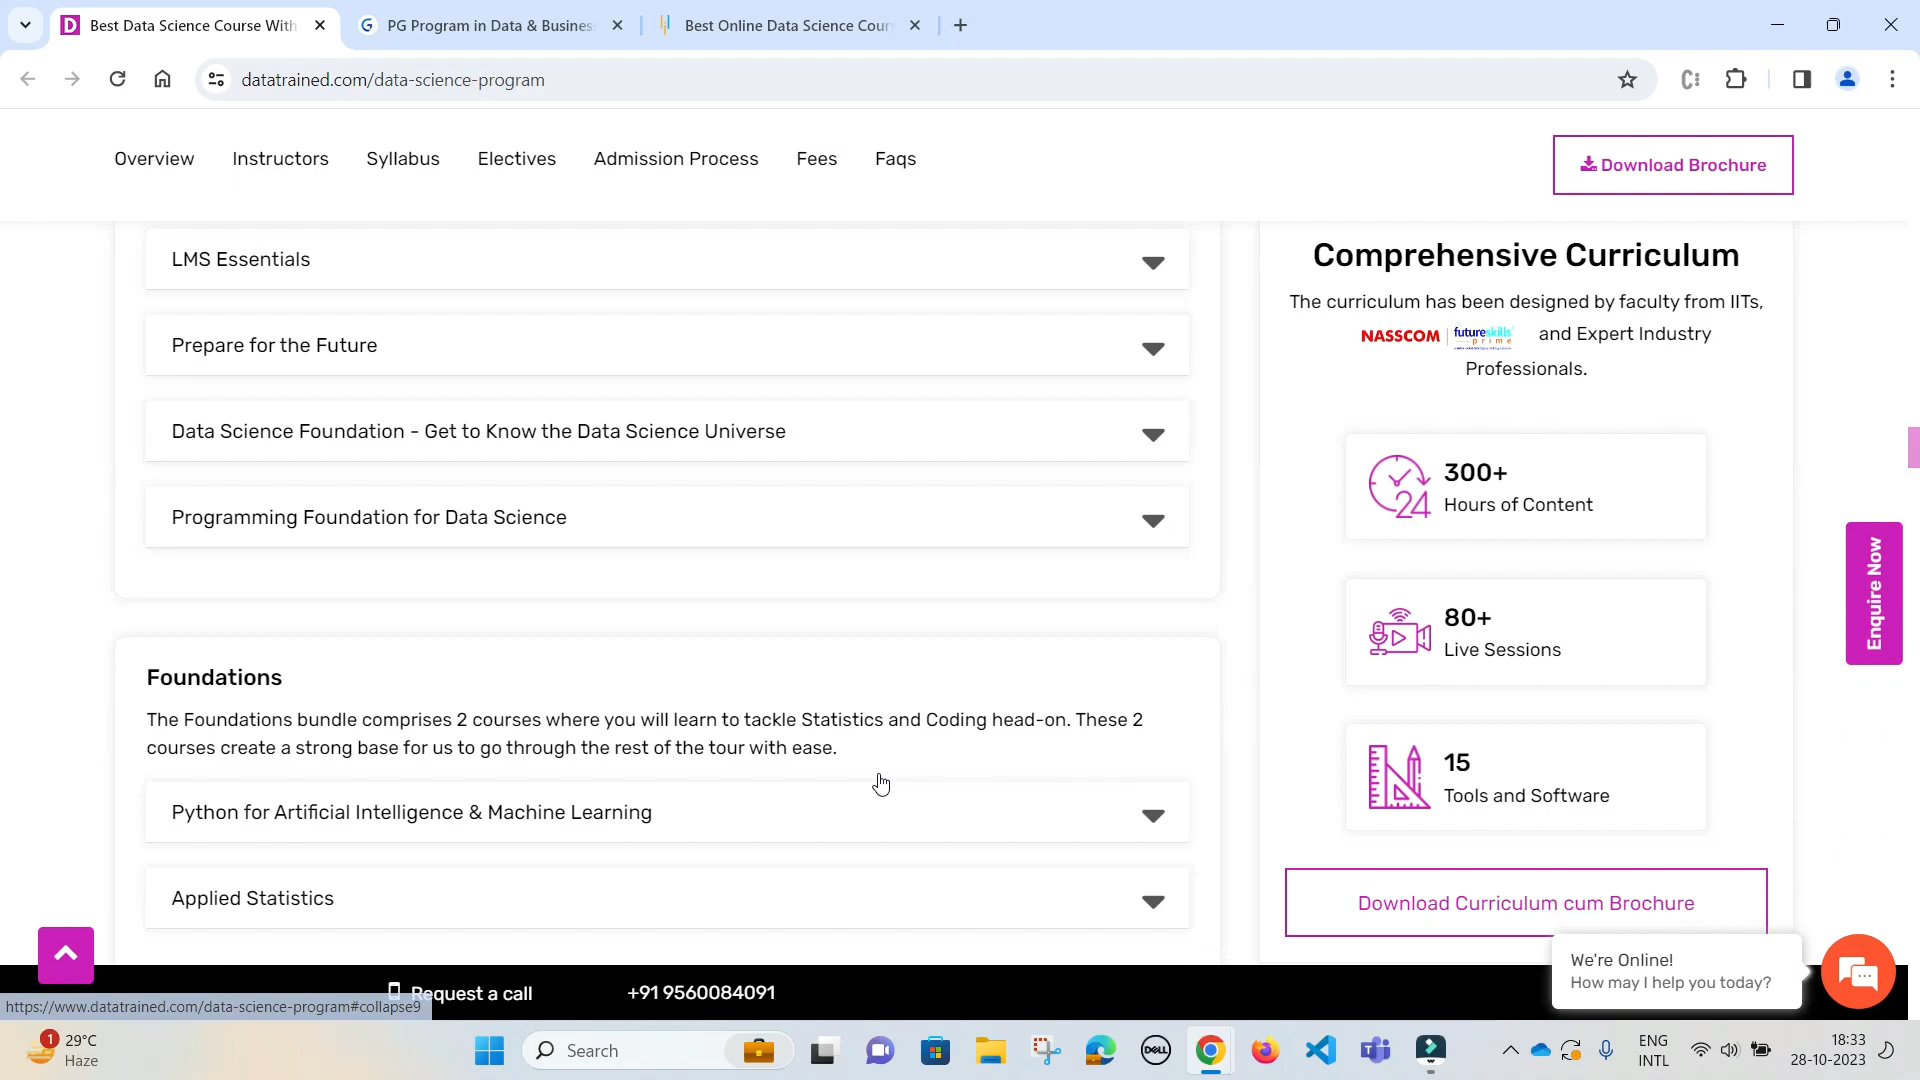 Best Data Science Course With
PG Program in Data & Business
Best Online Data Science Cour
datatrained.com/data-science-program
Overview
Instructors
Syllabus
Electives
Admission Process
Fees
Faqs
Download Brochure
LMS Essentials
Prepare for the Future
Data Science Foundation - Get to Know the Data Science Universe
Programming Foundation for Data Science
Foundations
The Foundations bundle comprises 2 courses where you will learn to tackle Statistics and Coding head-on. These 2
courses create a strong base for us to go through the rest of the tour with ease.
Python for Artificial Intelligence & Machine Learning
Applied Statistics
Comprehensive Curriculum
The curriculum has been designed by faculty from IITs,
NASSCOM futureskills prime and Expert Industry
Professionals.
24
300+
Hours of Content
80+
Live Sessions
15
Tools and Software
Download Curriculum cum Brochure
Enquire Now
We're Online!
How may I help you today?
Request a call
+91 9560084091
https://www.datatrained.com/data-science-program#collapse9
1
29°C
Haze
Search
DELL
ENG
INTL
18:33
28-10-2023